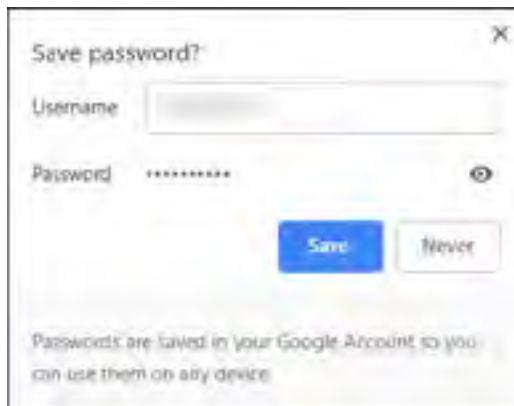 Save password?
Username
Password ••••••••••
Save Never
Passwords are saved in your Google Account so you
can use them on any device